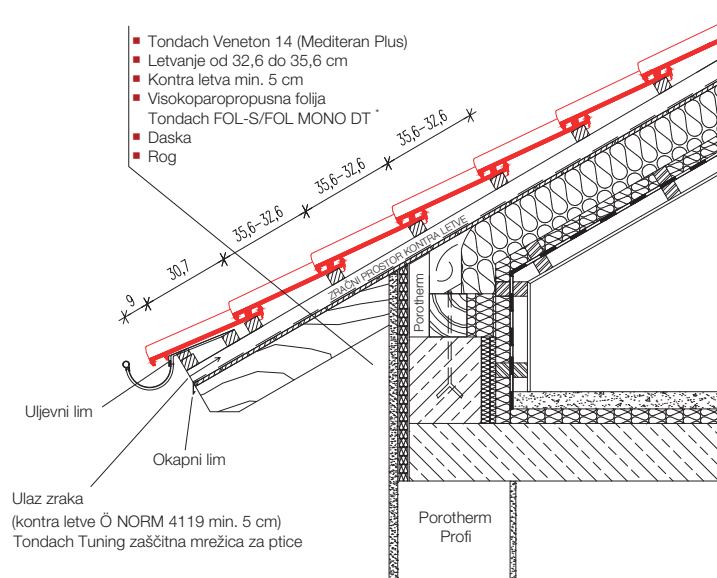 Tondach Veneton 14 (Mediteran Plus)
Letvanje od 32,6 do 35,6 cm
Kontra letva min. 5 cm
Visokoparopropusna folija
Tondach FOL-S/FOL MONO DT *
Daska
Rog
35,6–32,6
35,6–32,6
35,6–32,6
30,7
9
ZRAČNI PROSTOR KONTRA LETVE
Porotherm
Uljevni lim
Okapni lim
Ulaz zraka
(kontra letve Ö NORM 4119 min. 5 cm)
Tondach Tuning zaščitna mrežica za ptice
Porotherm
Profi